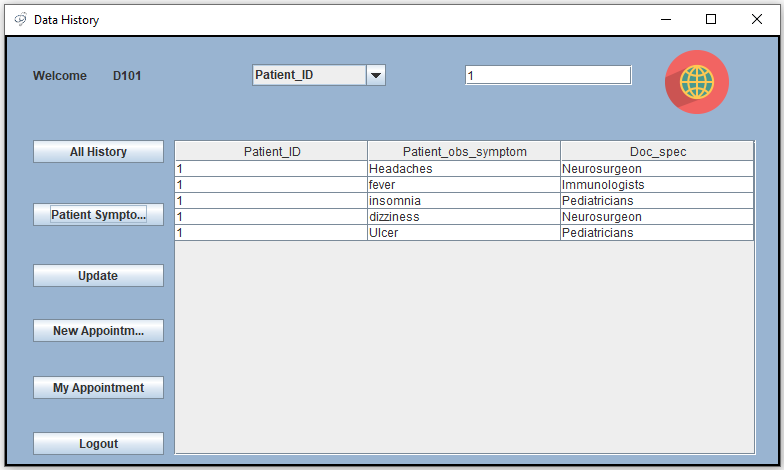 Data History
Welcome D101 Patient_ID 1
All History
Patient Sympto...
Update
New Appointm...
My Appointment
Logout
Patient_ID Patient_obs_symptom Doc_spec
1 Headaches Neurosurgeon
1 fever Immunologists
1 insomnia Pediatricians
1 dizziness Neurosurgeon
1 Ulcer Pediatricians